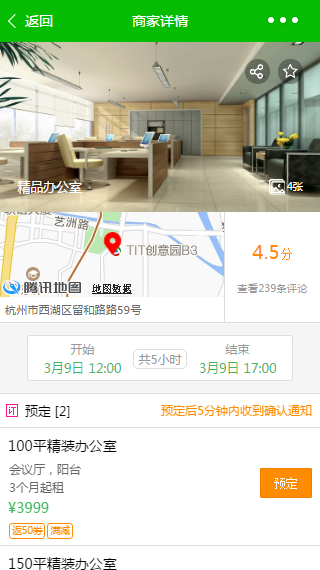 返回
商家详情
精品办公室
4张
艺洲路
TIT创意园B3
腾讯地图
地图数据
4.5分
查看239条评论
杭州市西湖区留和路路59号
开始
3月9日 12:00
共5小时
结束
3月9日 17:00
订 预定 [2]
预定后5分钟内收到确认通知
100平精装办公室
会议厅，阳台
3个月起租
¥3999
预定
返50券 满减
150平精装办公室